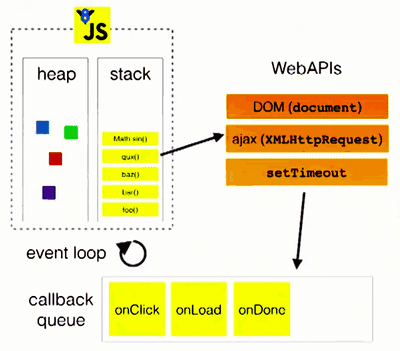 JS
heap
stack
WebAPIs
Math.sin()
qux()
baz()
bar()
foo()
DOM (document)
ajax (XMLHttpRequest)
setTimeout
event loop
callback
queue
onClick
onLoad
onDone